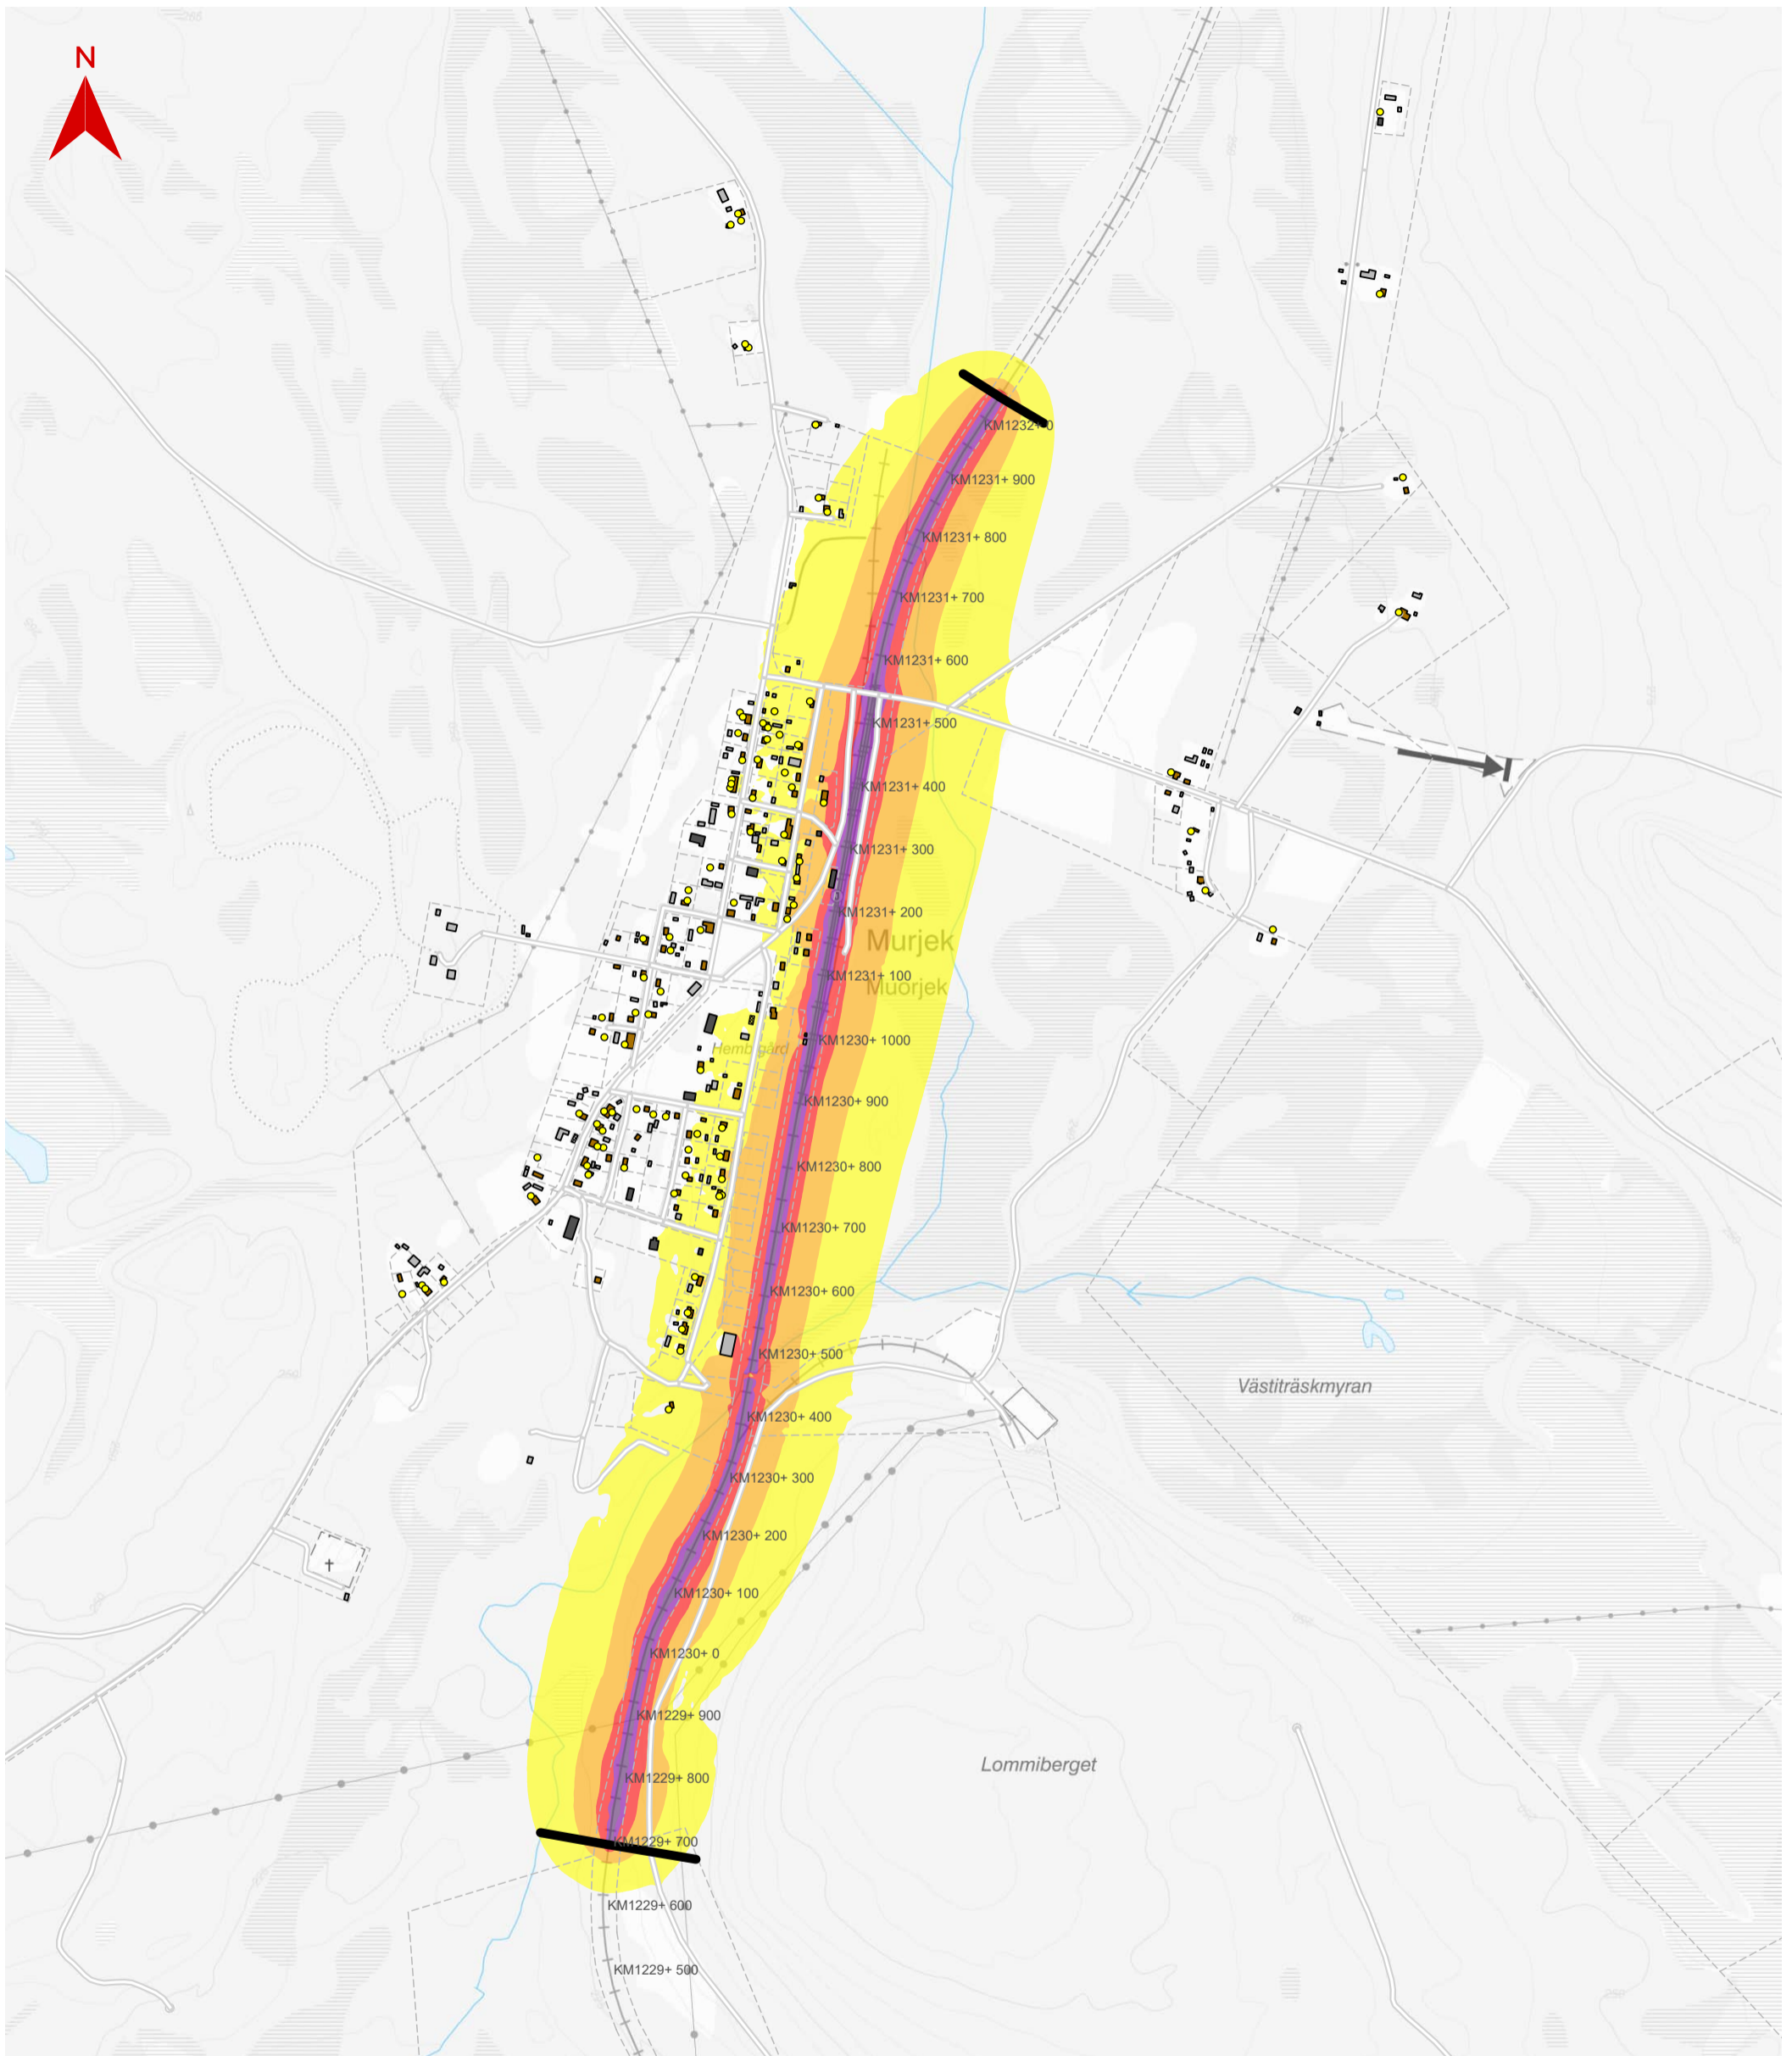 N
KM1232+ 0
KM1231+ 900
KM1231+ 800
KM1231+ 700
KM1231+ 600
KM1231+ 500
KM1231+ 400
KM1231+ 300
KM1231+ 200
Murjek
KM1231+ 100
Muorjek
KM1230+ 1000
KM1230+ 900
KM1230+ 800
KM1230+ 700
KM1230+ 600
KM1230+ 500
Västiträskmyran
KM1230+ 400
KM1230+ 300
KM1230+ 200
KM1230+ 100
KM1230+ 0
KM1229+ 900
Lommiberget
KM1229+ 800
KM1229+ 700
KM1229+ 600
KM1229+ 500